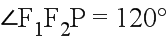 ∠F₁F₂P = 120°